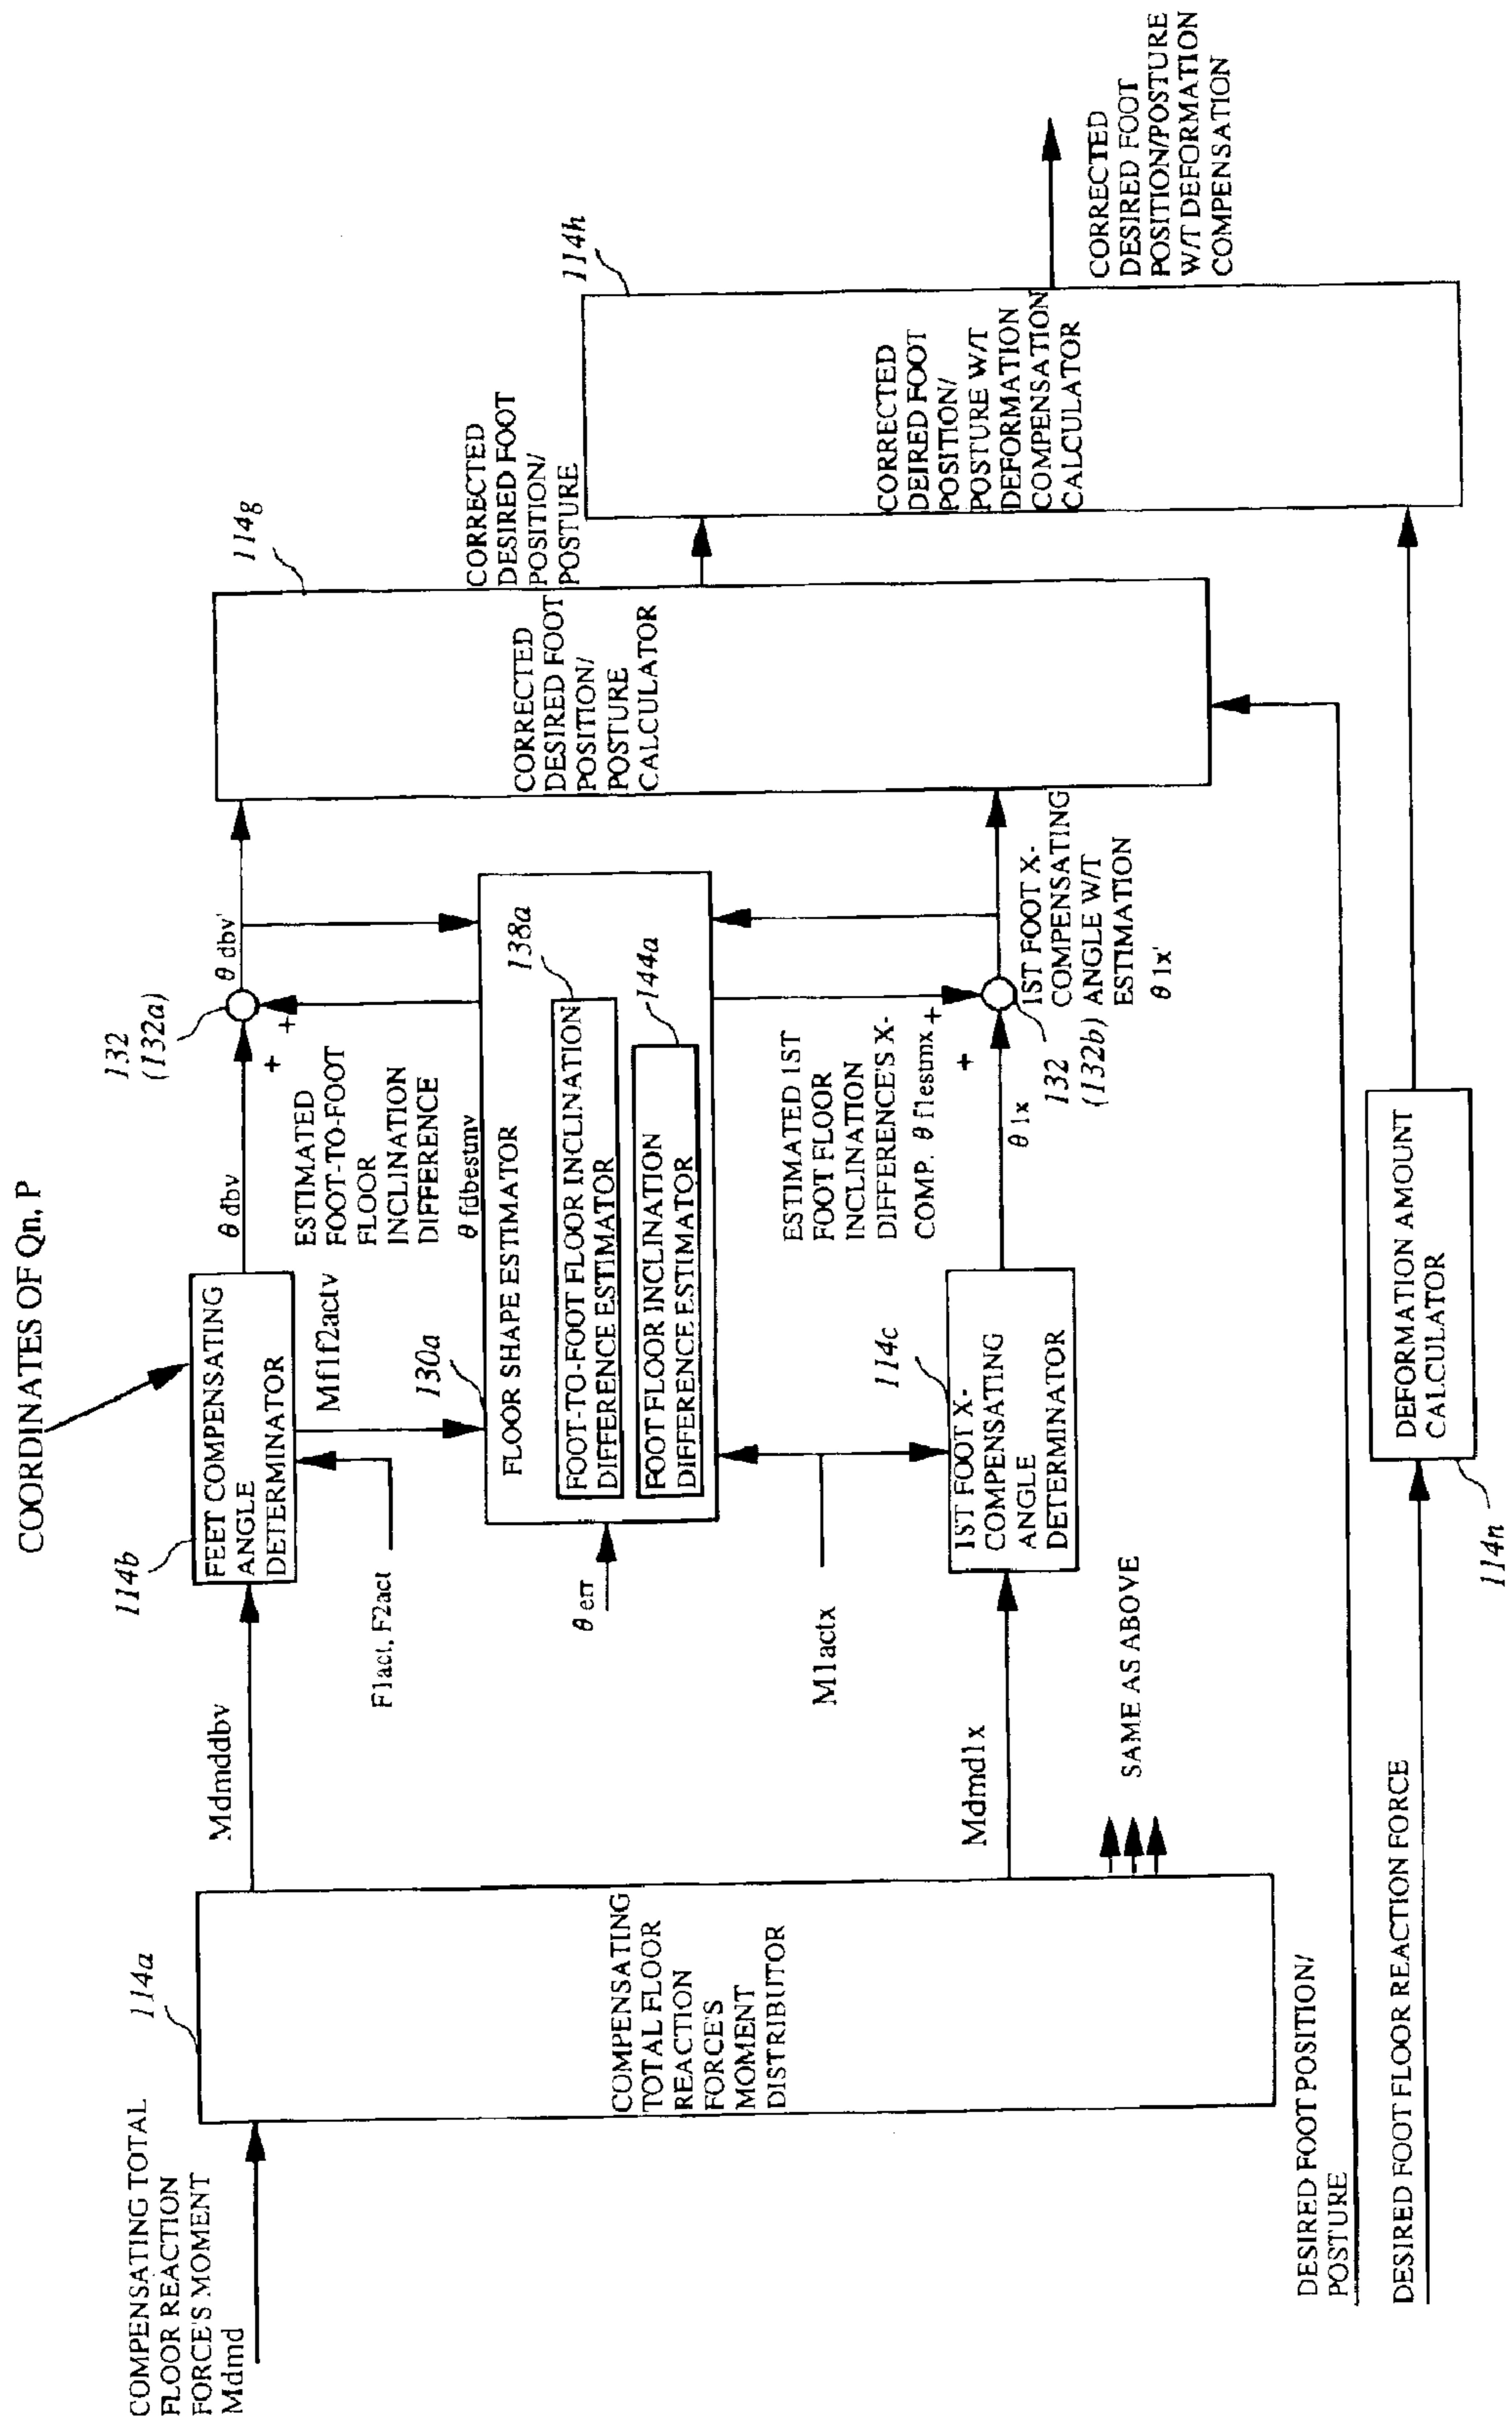 COORDINATES OF Qn, P
COMPENSATING TOTAL
FLOOR REACTION
FORCE'S MOMENT
Mdmd
114a
COMPENSATING
TOTAL FLOOR
REACTION
FORCE'S
MOMENT
DISTRIBUTOR
Mdmddbv
114b
FEET COMPENSATING
ANGLE
DETERMINATOR
F1act, F2act
Mf1f2actv
θ dbv
132
(132a)
+
+
θ dbv'
ESTIMATED
FOOT-TO-FOOT
FLOOR
INCLINATION
DIFFERENCE
θ fdbestmv
130a
θ err
FLOOR SHAPE ESTIMATOR
138a
FOOT-TO-FOOT FLOOR INCLINATION
DIFFERENCE ESTIMATOR
144a
FOOT FLOOR INCLINATION
DIFFERENCE ESTIMATOR
M1actx
ESTIMATED 1ST
FOOT FLOOR
INCLINATION
DIFFERENCE'S X-
COMP. θ f1estmx
+
+
Mdmd1x
114c
1ST FOOT X-
COMPENSATING
ANGLE
DETERMINATOR
θ 1x
132
(132b)
1ST FOOT X-
COMPENSATING
ANGLE W/T
ESTIMATION
θ 1x'
SAME AS ABOVE
114g
CORRECTED
DESIRED FOOT
POSITION/
POSTURE
CALCULATOR
CORRECTED
DESIRED FOOT
POSITION/
POSTURE
114h
CORRECTED
DEIRED FOOT
POSITION/
POSTURE W/T
DEFORMATION
COMPENSATION
CALCULATOR
CORRECTED
DESIRED FOOT
POSITION/POSTURE
W/T DEFORMATION
COMPENSATION
DESIRED FOOT POSITION/
POSTURE
DESIRED FOOT FLOOR REACTION FORCE
114n
DEFORMATION AMOUNT
CALCULATOR